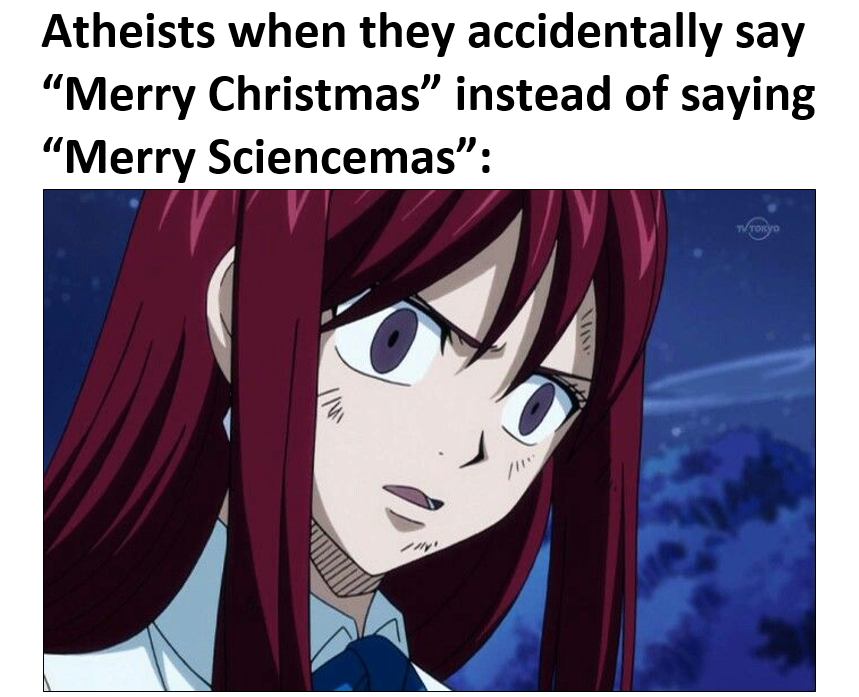 Atheists when they accidentally say
“Merry Christmas” instead of saying
“Merry Sciencemas”:
TV TOKYO